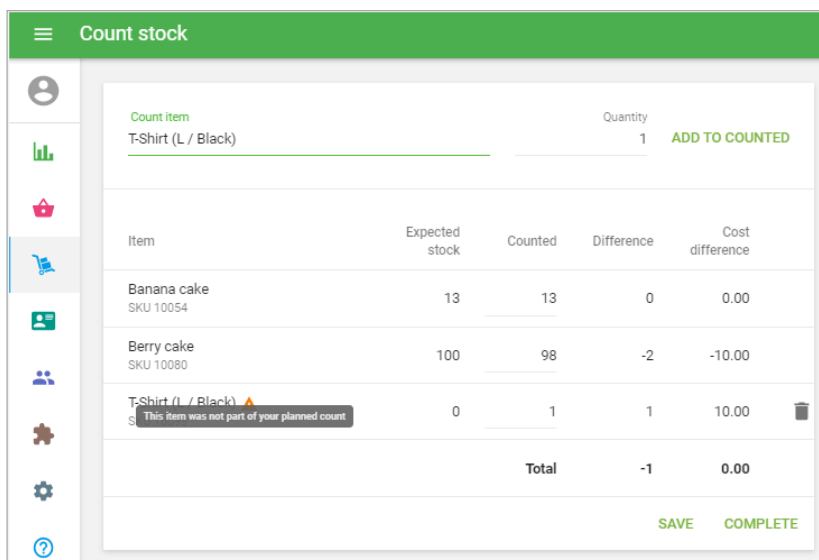 Count stock
Count item
Quantity
T-Shirt (L / Black)
1
ADD TO COUNTED
Item
Expected stock
Counted
Difference
Cost difference
Banana cake
SKU 10054
13
13
0
0.00
Berry cake
SKU 10080
100
98
-2
-10.00
T-Shirt (L / Black)
This item was not part of your planned count
0
1
1
10.00
Total
-1
0.00
SAVE
COMPLETE